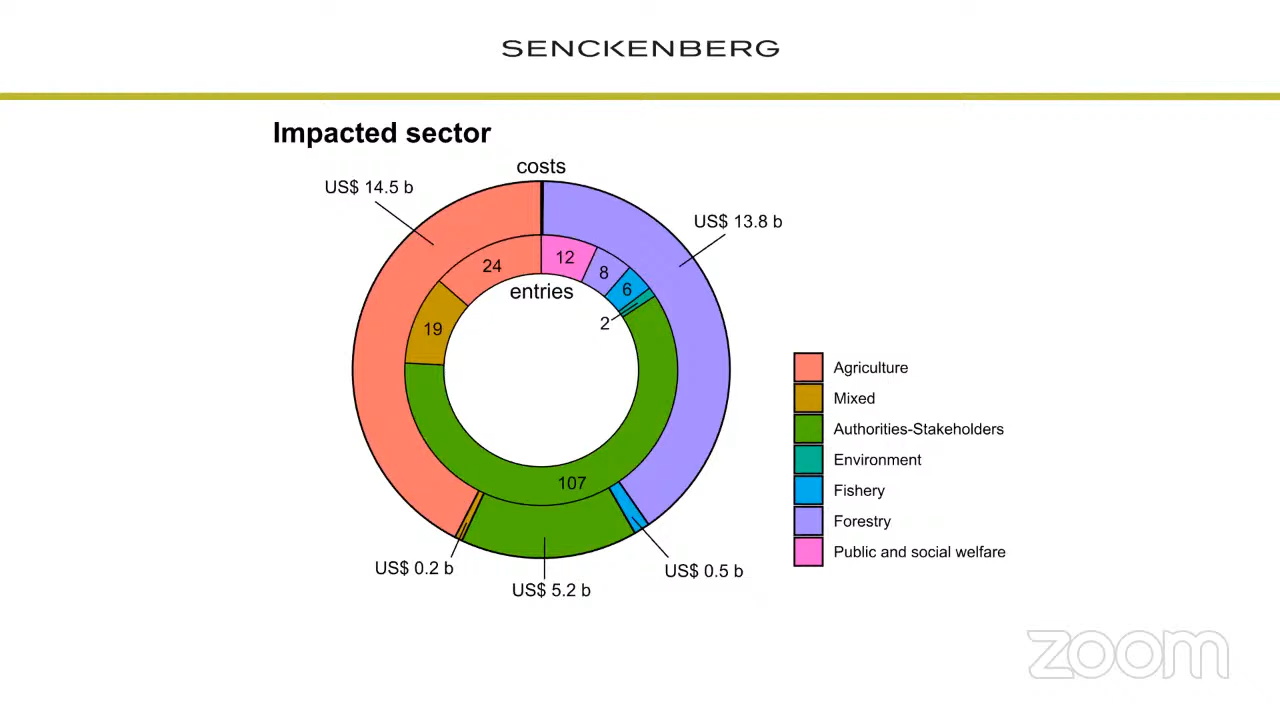 SENCKENBERG
Impacted sector
costs
US$ 14.5 b
US$ 13.8 b
24
12
8
6
2
entries
19
107
US$ 0.2 b
US$ 5.2 b
US$ 0.5 b
Agriculture
Mixed
Authorities-Stakeholders
Environment
Fishery
Forestry
Public and social welfare
zoom